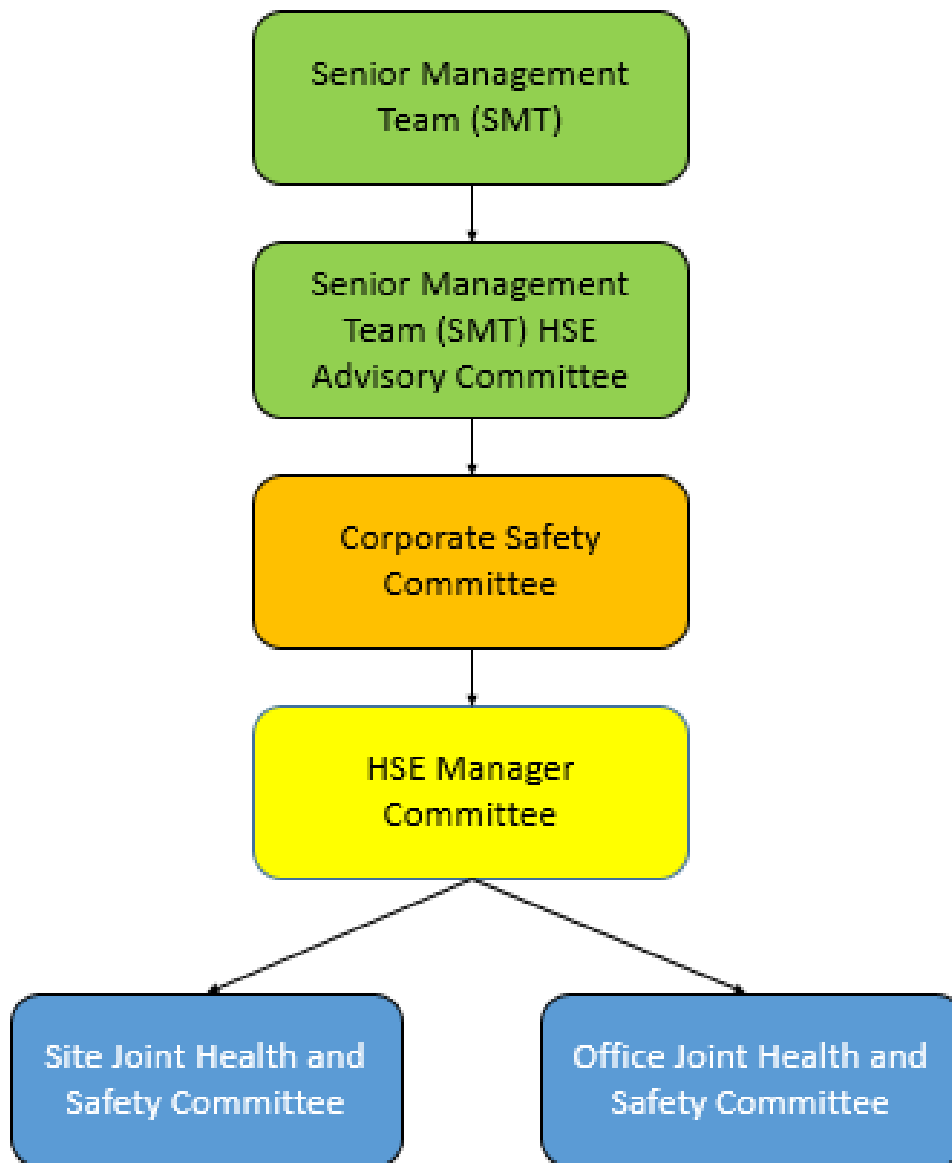 Senior Management
Team (SMT)
Senior Management
Team (SMT) HSE
Advisory Committee
Corporate Safety
Committee
HSE Manager
Committee
Site Joint Health and
Safety Committee
Office Joint Health and
Safety Committee